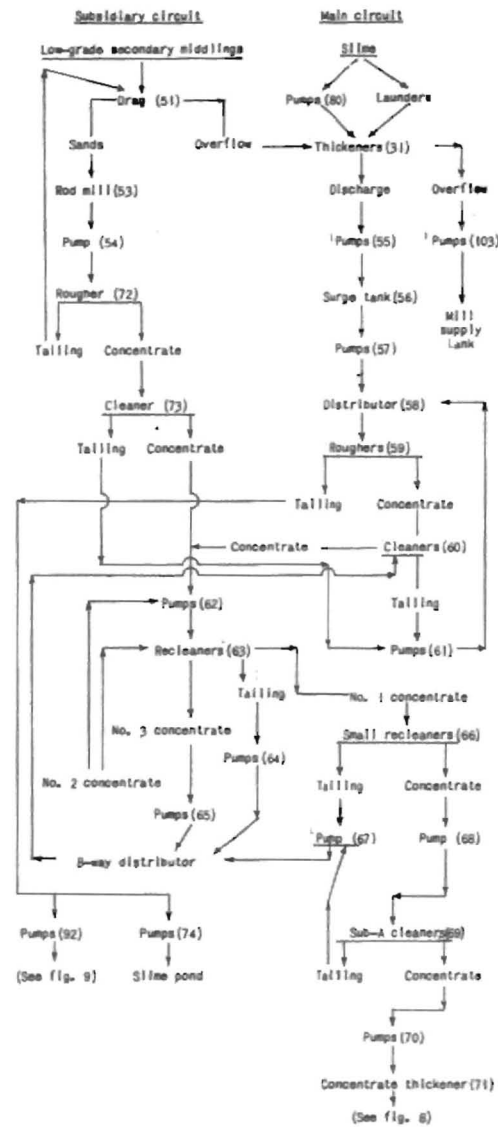 Subsidiary circuit Main circuit
Low-grade secondary middlings Slime
Pumps (80) Launders
Drag (51)
Sands Overflow Thickeners (31)
Rod mill (53) Discharge Overflow
Pump (54) Pumps (55) Pumps (103)
Rougher (72) Surge tank (56)
Mill supply tank
Tailing Concentrate Pumps (57)
Cleaner (73) Distributor (58)
Tailing Concentrate Roughers (59)
Tailing Concentrate
Concentrate Cleaners (60)
Pumps (62) Tailing
Recleaners (63) Pumps (61)
Tailing No. 1 concentrate
No. 3 concentrate Small recleaners (66)
Pumps (64)
No. 2 concentrate Tailing Concentrate
Pumps (65)
8-way distributor Pump (67) Pump (68)
Pumps (92) Pumps (74) Sub-A cleaners (69)
(See fig. 9) Slime pond Tailing Concentrate
Pumps (70)
Concentrate thickener (71)
(See fig. 8)